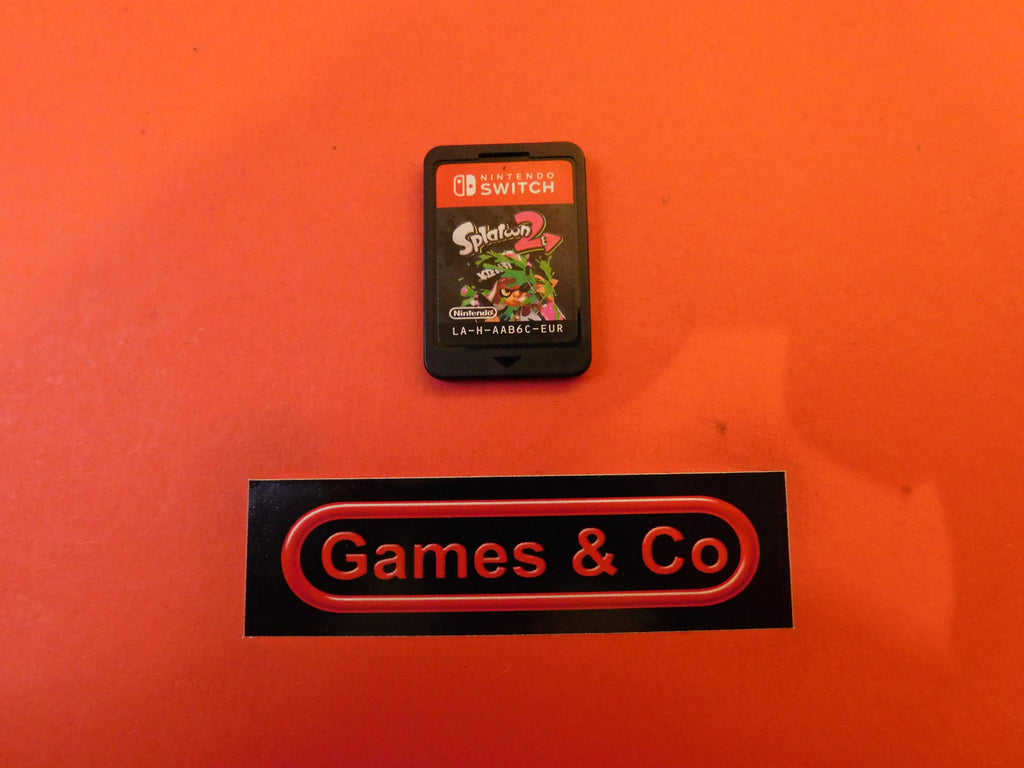 NINTENDO
SWITCH
Splatoon 2
Nintendo
LA-H-AAB6C-EUR
Games & Co